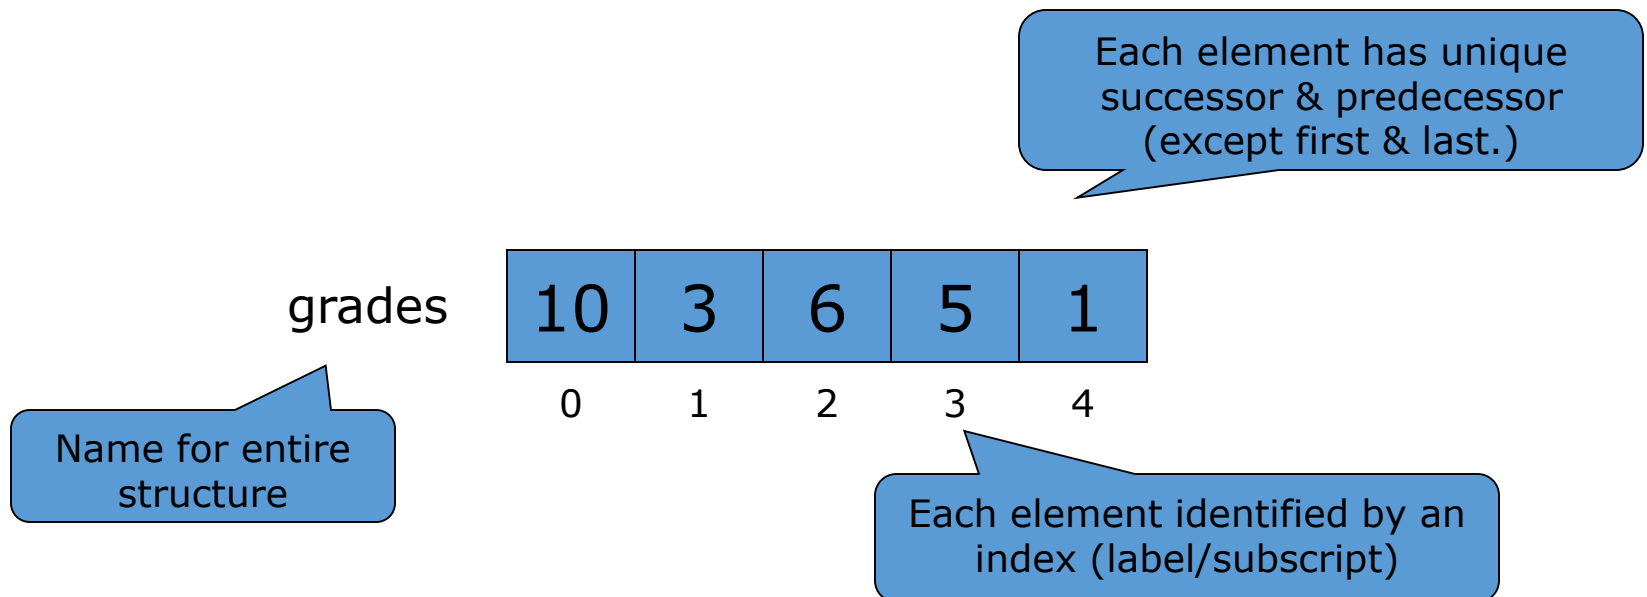 Each element has unique
successor & predecessor
(except first & last.)
grades 10 3 6 5 1
0 1 2 3 4
Name for entire
structure
Each element identified by an
index (label/subscript)